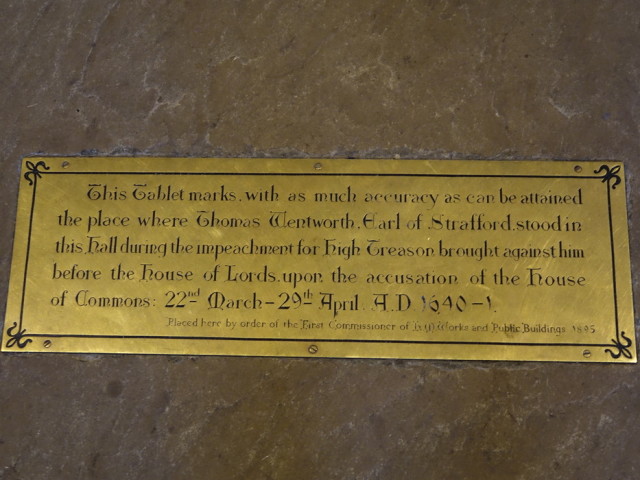 This Tablet marks, with as much accuracy as can be attained
the place where Thomas Wentworth, Earl of Strafford, stood in
this Hall during the impeachment for High Treason brought against him
before the House of Lords, upon the accusation of the House
of Commons: 22nd March – 29th April. A.D. 1640–1.
Placed here by order of the First Commissioner of H.M. Works and Public Buildings 1895.